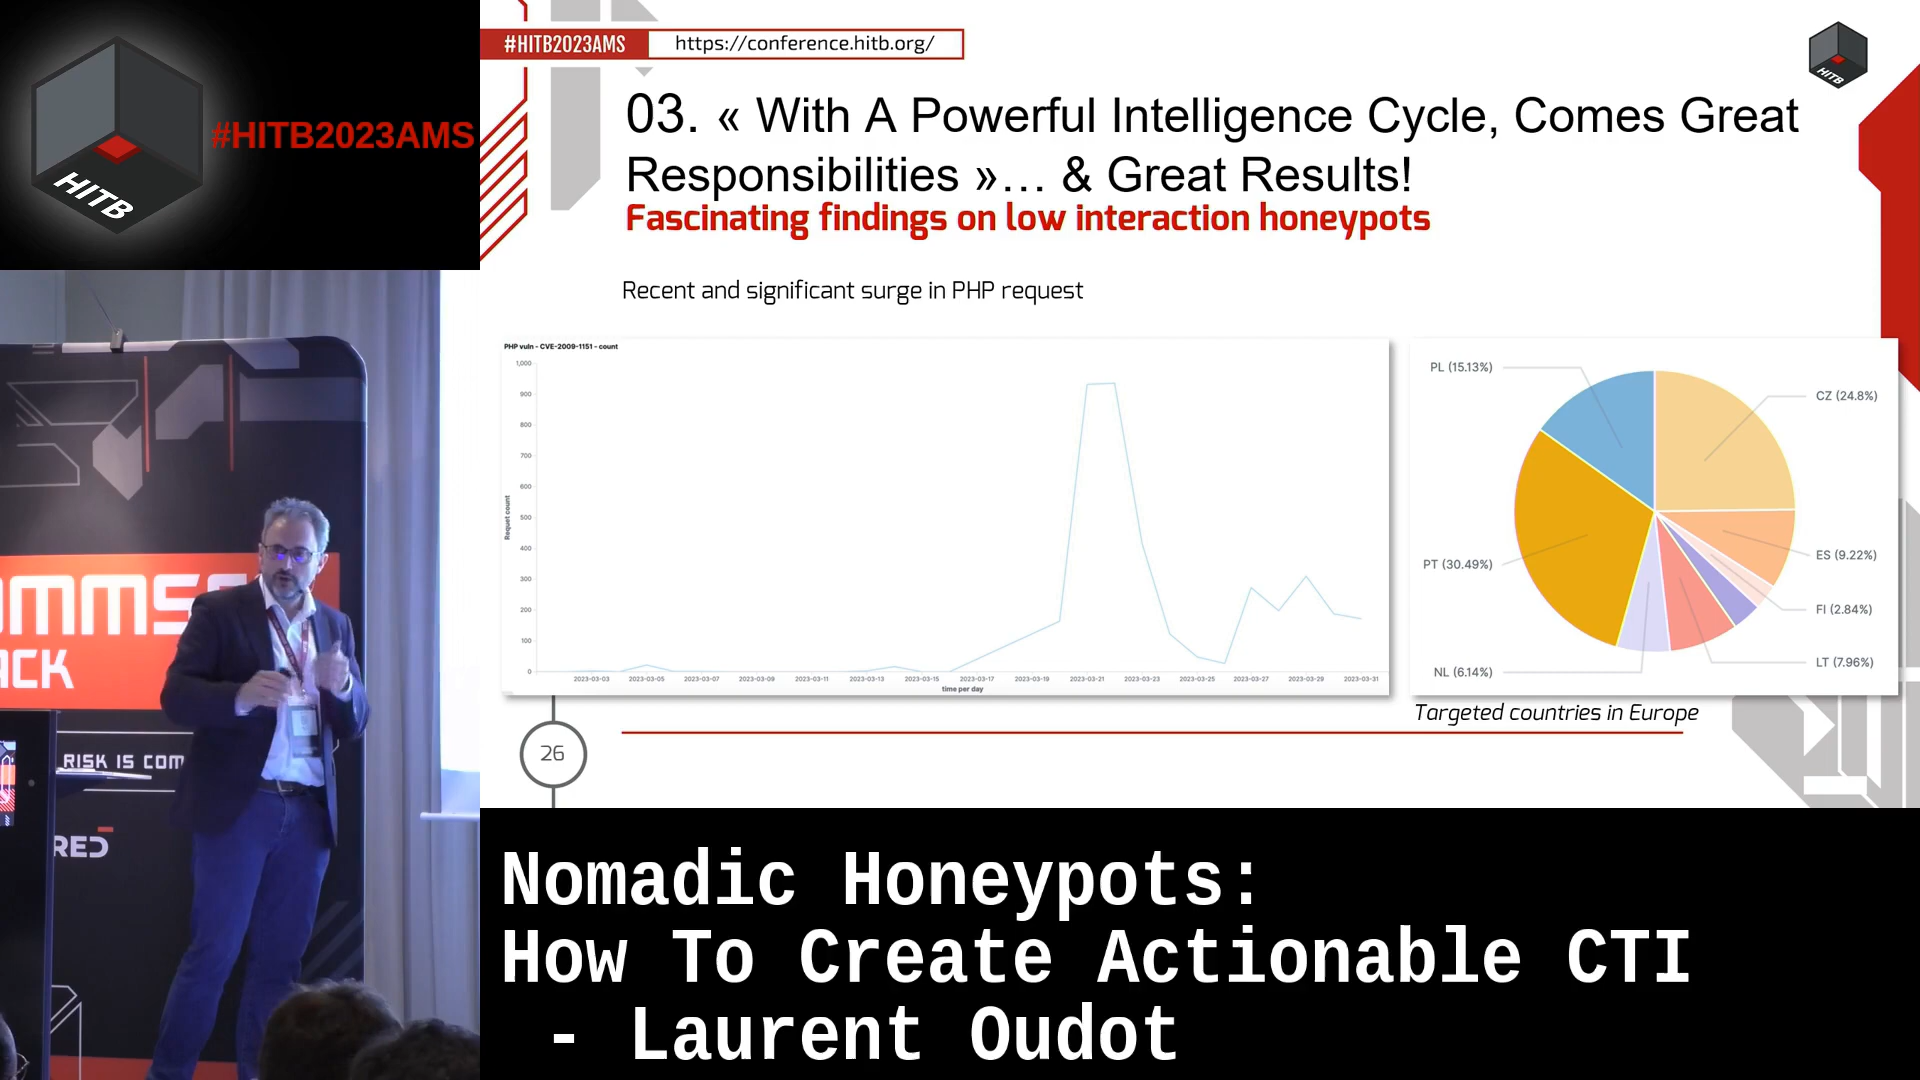 HITB
#HITB2023AMS
#HITB2023AMS
https://conference.hitb.org/
HITB
03. « With A Powerful Intelligence Cycle, Comes Great
Responsibilities »… & Great Results!
Fascinating findings on low interaction honeypots
Recent and significant surge in PHP request
PHP vuln - CVE-2009-1151 - count
1,000
900
800
700
600
500
400
300
200
100
0
Requet count
2023-03-03 2023-03-05 2023-03-07 2023-03-09 2023-03-11 2023-03-13 2023-03-15 2023-03-17 2023-03-19 2023-03-21 2023-03-23 2023-03-25 2023-03-27 2023-03-29 2023-03-31
time per day
PL (15.13%)
CZ (24.8%)
ES (9.22%)
PT (30.49%)
FI (2.84%)
LT (7.96%)
NL (6.14%)
Targeted countries in Europe
26
OMMS
ACK
RISK IS COM
RED
Nomadic Honeypots:
How To Create Actionable CTI
- Laurent Oudot